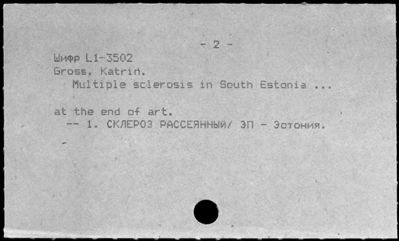 - 2 -
Шифр L1-3502
Gross, Katrin.
Multiple sclerosis in South Estonia ...
at the end of art.
-- 1. СКЛЕРОЗ РАССЕЯННЫЙ/ ЭП - Эстония.